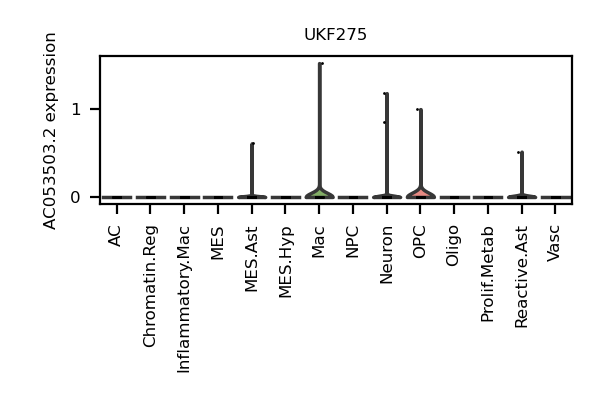 UKF275
AC053503.2 expression
1
0
AC
Chromatin.Reg
Inflammatory.Mac
MES
MES.Ast
MES.Hyp
Mac
NPC
Neuron
OPC
Oligo
Prolif.Metab
Reactive.Ast
Vasc